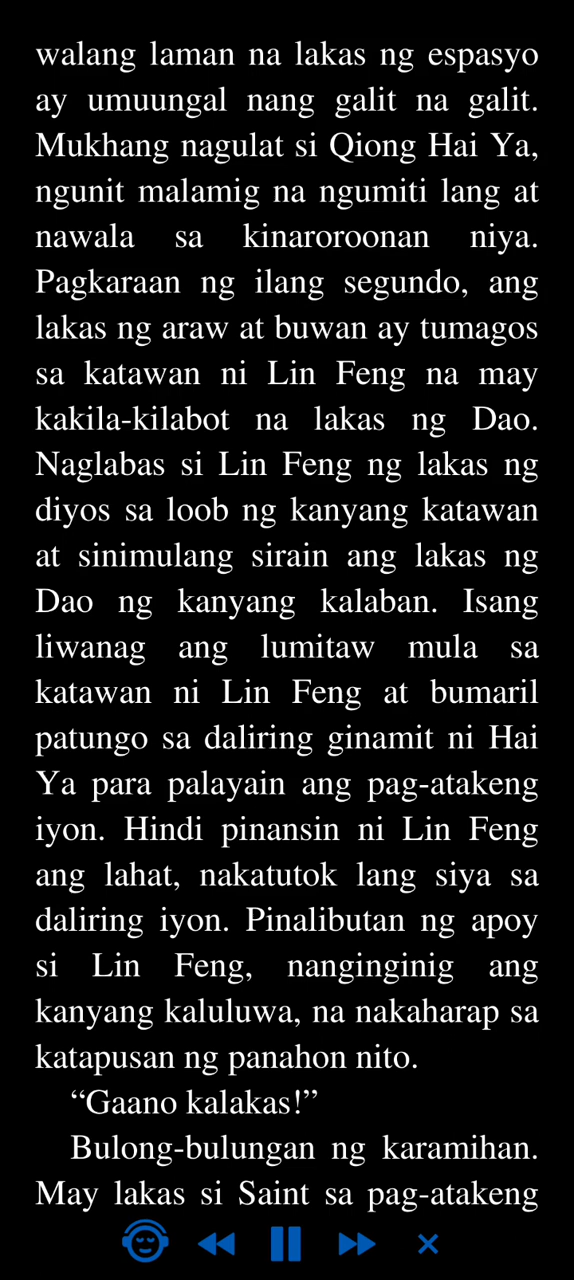 walang laman na lakas ng espasyo
ay umuungal nang galit na galit.
Mukhang nagulat si Qiong Hai Ya,
ngunit malamig na ngumiti lang at
nawala sa kinaroroonan niya.
Pagkaraan ng ilang segundo, ang
lakas ng araw at buwan ay tumagos
sa katawan ni Lin Feng na may
kakila-kilabot na lakas ng Dao.
Naglabas si Lin Feng ng lakas ng
diyos sa loob ng kanyang katawan
at sinimulang sirain ang lakas ng
Dao ng kanyang kalaban. Isang
liwanag ang lumitaw mula sa
katawan ni Lin Feng at bumaril
patungo sa daliring ginamit ni Hai
Ya para palayain ang pag-atakeng
iyon. Hindi pinansin ni Lin Feng
ang lahat, nakatutok lang siya sa
daliring iyon. Pinalibutan ng apoy
si Lin Feng, nanginginig ang
kanyang kaluluwa, na nakaharap sa
katapusan ng panahon nito.
“Gaano kalakas!”
Bulong-bulungan ng karamihan.
May lakas si Saint sa pag-atakeng